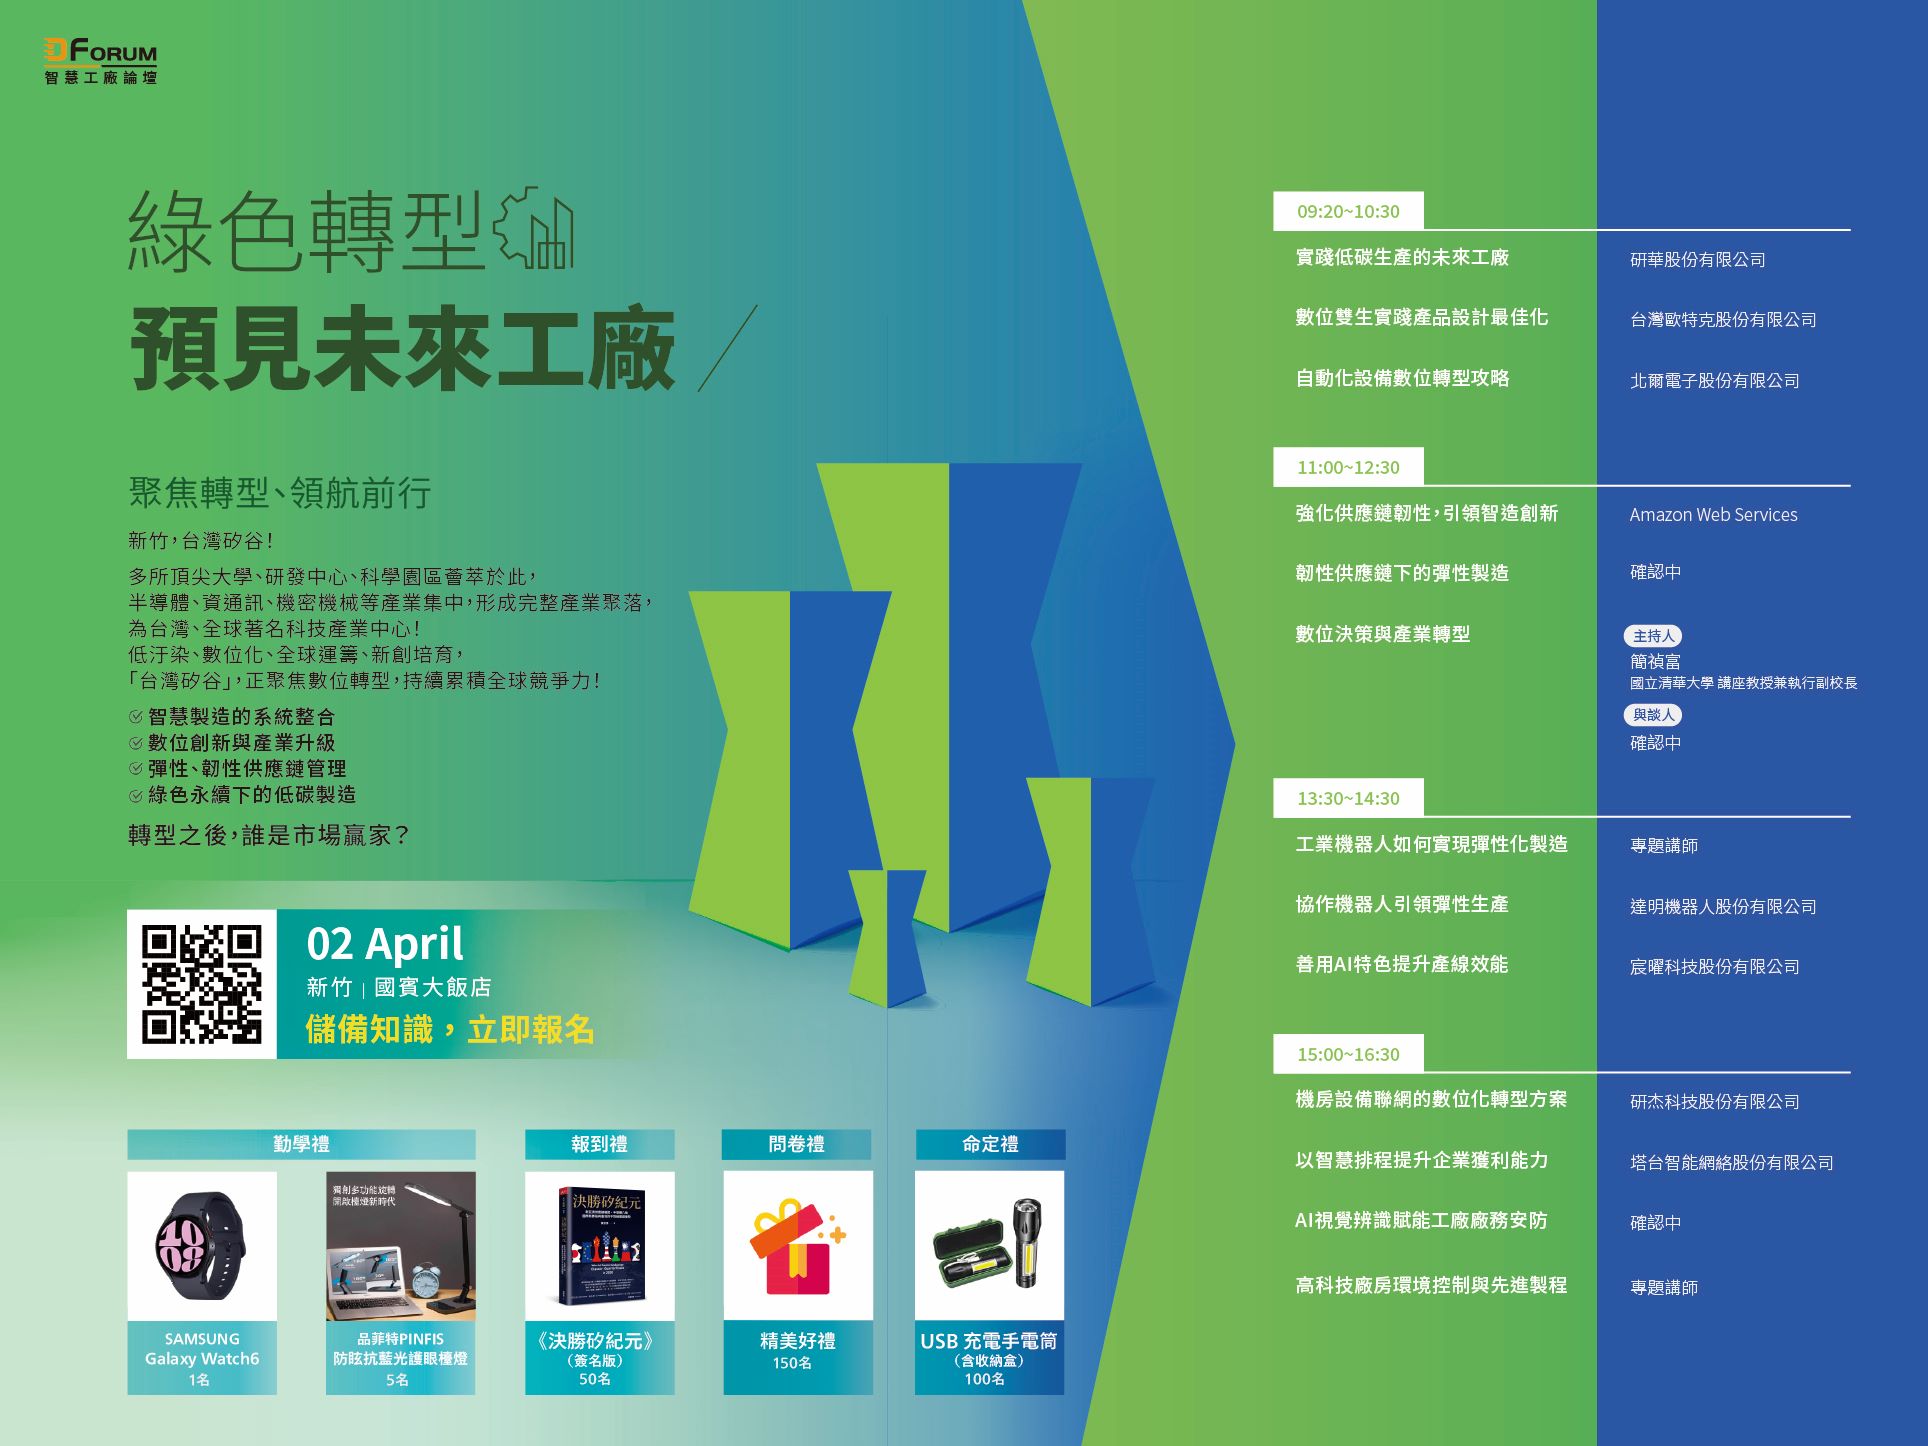 DFORUM
智慧工廠論壇
綠色轉型
預見未來工廠
聚焦轉型、領航前行
新竹，台灣矽谷！
多所頂尖大學、研發中心、科學園區薈萃於此，
半導體、資通訊、機密機械等產業集中，形成完整產業聚落，
為台灣、全球著名科技產業中心！
低汙染、數位化、全球運籌、新創培育，
「台灣矽谷」，正聚焦數位轉型，持續累積全球競爭力！
智慧製造的系統整合
數位創新與產業升級
彈性、韌性供應鏈管理
綠色永續下的低碳製造
轉型之後，誰是市場贏家？
02 April
新竹 | 國賓大飯店
儲備知識，立即報名
勤學禮
SAMSUNG
Galaxy Watch6
1名
獨創多功能旋轉
開啟檯燈新時代
品菲特PINFIS
防眩抗藍光護眼檯燈
5名
報到禮
決勝矽紀元
《決勝矽紀元》
（簽名版）
50名
問卷禮
精美好禮
150名
命定禮
USB 充電手電筒
（含收納盒）
100名
09:20~10:30
實踐低碳生產的未來工廠 研華股份有限公司
數位雙生實踐產品設計最佳化 台灣歐特克股份有限公司
自動化設備數位轉型攻略 北爾電子股份有限公司
11:00~12:30
強化供應鏈韌性，引領智造創新 Amazon Web Services
韌性供應鏈下的彈性製造 確認中
數位決策與產業轉型 主持人
簡禎富
國立清華大學 講座教授兼執行副校長
與談人
確認中
13:30~14:30
工業機器人如何實現彈性化製造 專題講師
協作機器人引領彈性生產 達明機器人股份有限公司
善用AI特色提升產線效能 宸曜科技股份有限公司
15:00~16:30
機房設備聯網的數位化轉型方案 研杰科技股份有限公司
以智慧排程提升企業獲利能力 塔台智能網絡股份有限公司
AI視覺辨識賦能工廠廠務安防 確認中
高科技廠房環境控制與先進製程 專題講師